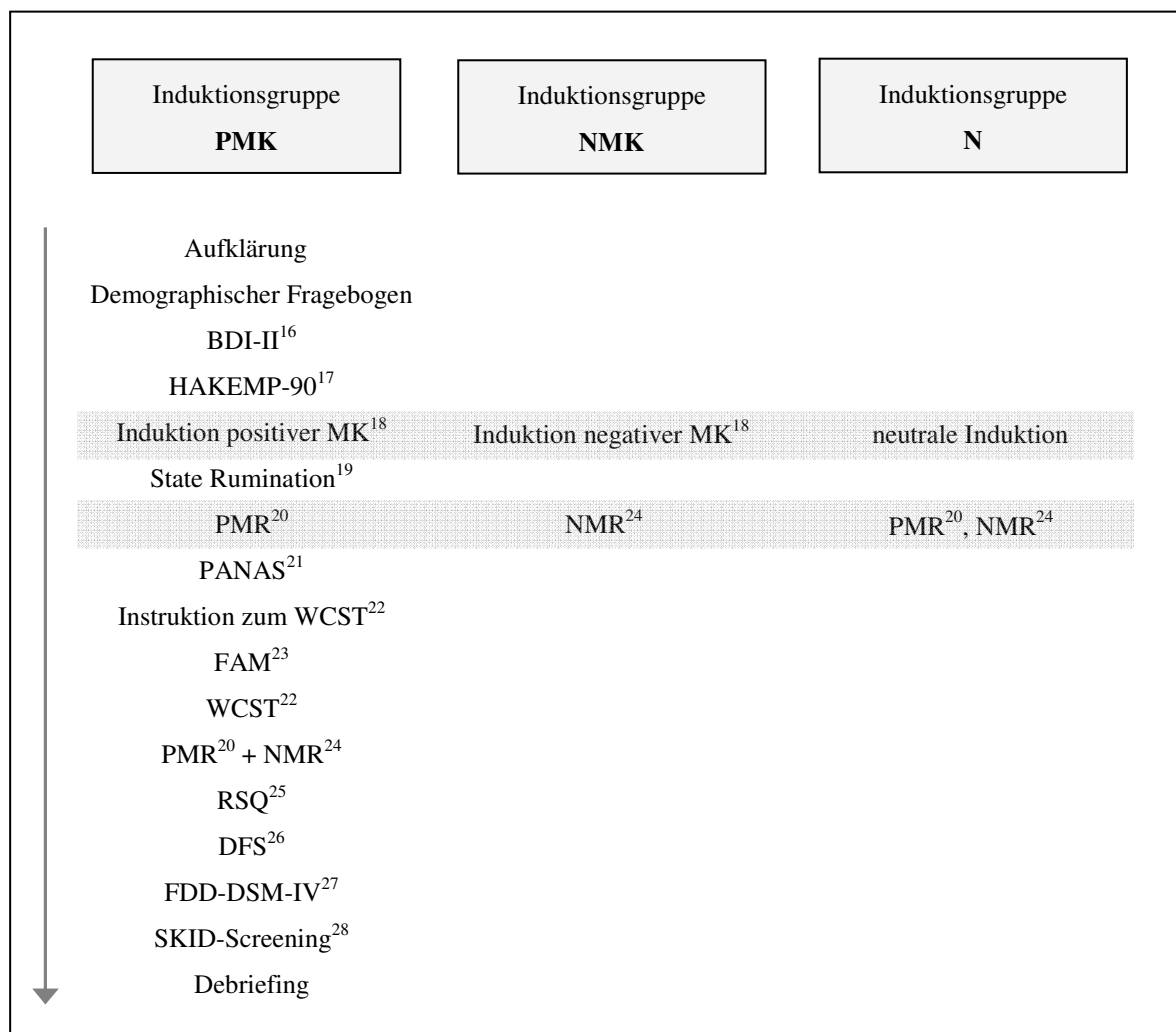 Induktionsgruppe
PMK
Induktionsgruppe
NMK
Induktionsgruppe
N
Aufklärung
Demographischer Fragebogen
BDI-II¹⁶
HAKEMP-90¹⁷
Induktion positiver MK¹⁸ Induktion negativer MK¹⁸ neutrale Induktion
State Rumination¹⁹
PMR²⁰ NMR²⁴ PMR²⁰, NMR²⁴
PANAS²¹
Instruktion zum WCST²²
FAM²³
WCST²²
PMR²⁰ + NMR²⁴
RSQ²⁵
DFS²⁶
FDD-DSM-IV²⁷
SKID-Screening²⁸
Debriefing